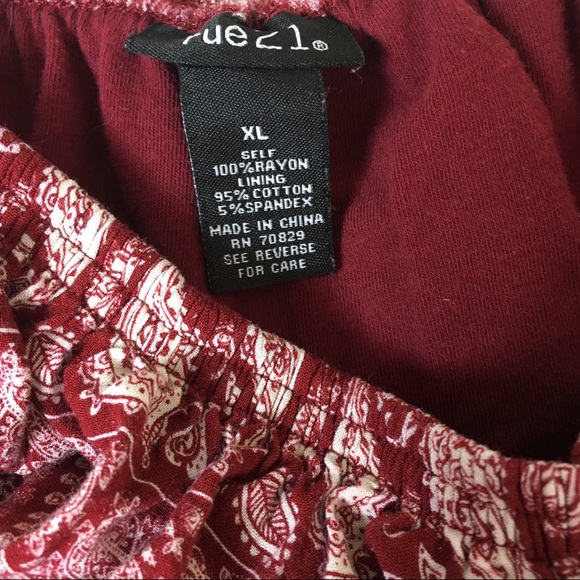 rue21®
XL
SELF
100%RAYON
LINING
95%COTTON
5%SPANDEX
MADE IN CHINA
RN 70829
SEE REVERSE
FOR CARE